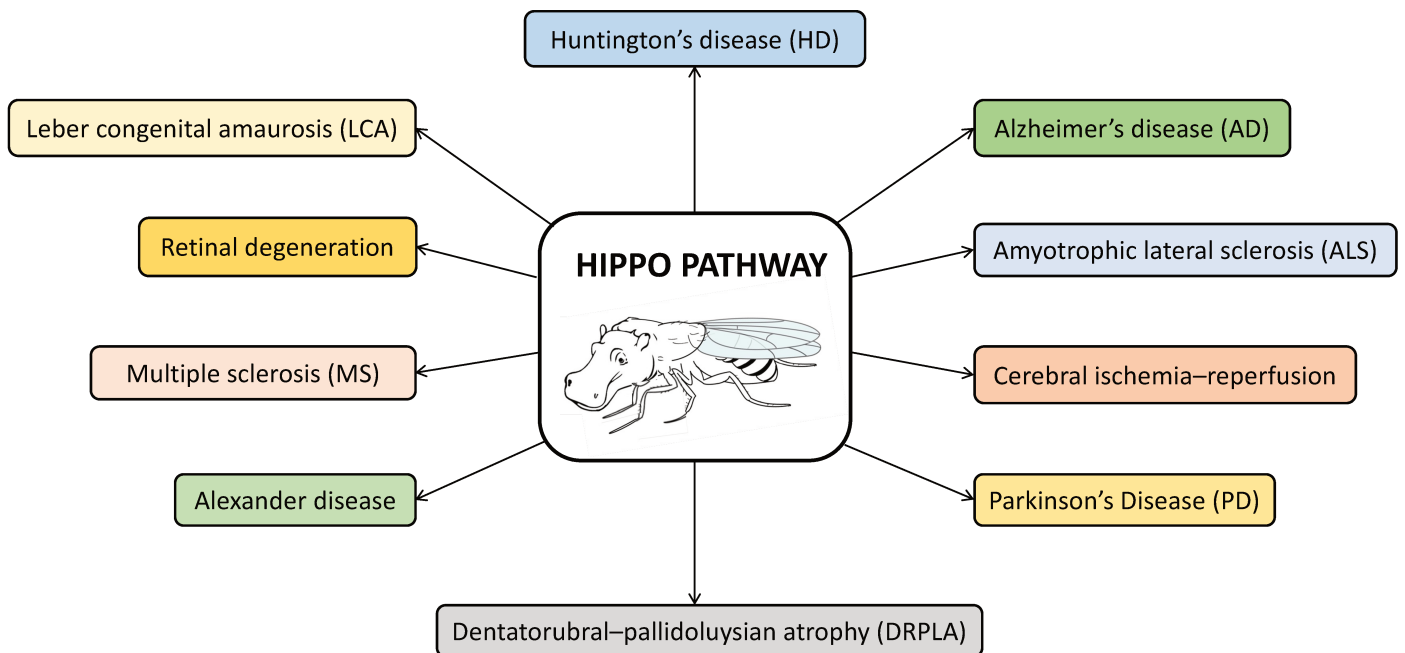 Huntington’s disease (HD)
Leber congenital amaurosis (LCA)
Alzheimer’s disease (AD)
Retinal degeneration
Amyotrophic lateral sclerosis (ALS)
HIPPO PATHWAY
Multiple sclerosis (MS)
Cerebral ischemia–reperfusion
Alexander disease
Parkinson’s Disease (PD)
Dentatorubral–pallidoluysian atrophy (DRPLA)